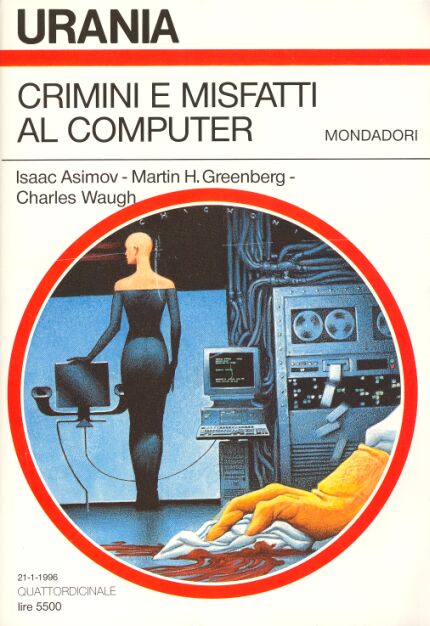 URANIA
CRIMINI E MISFATTI
AL COMPUTER
MONDADORI
Isaac Asimov - Martin H. Greenberg -
Charles Waugh
21-1-1996
QUATTORDICINALE
lire 5500